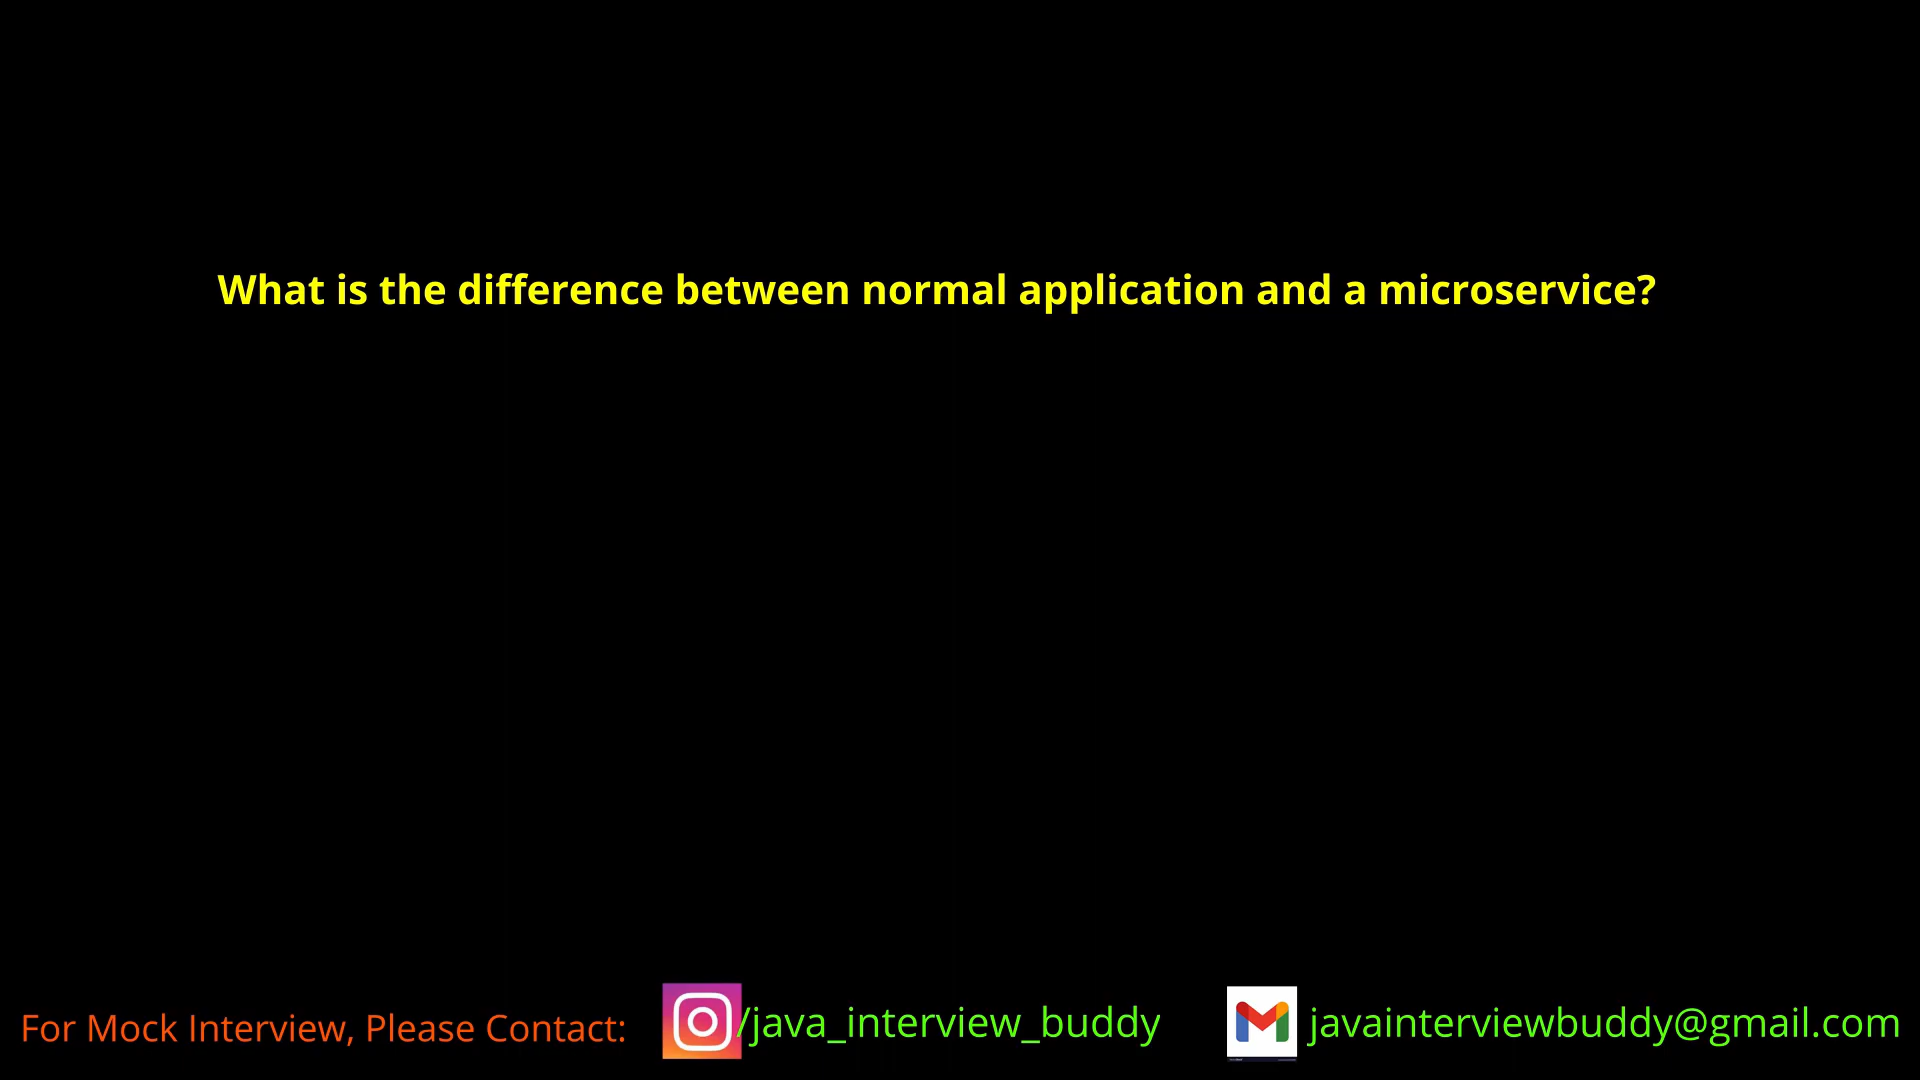 What is the difference between normal application and a microservice?
For Mock Interview, Please Contact: /java_interview_buddy javainterviewbuddy@gmail.com